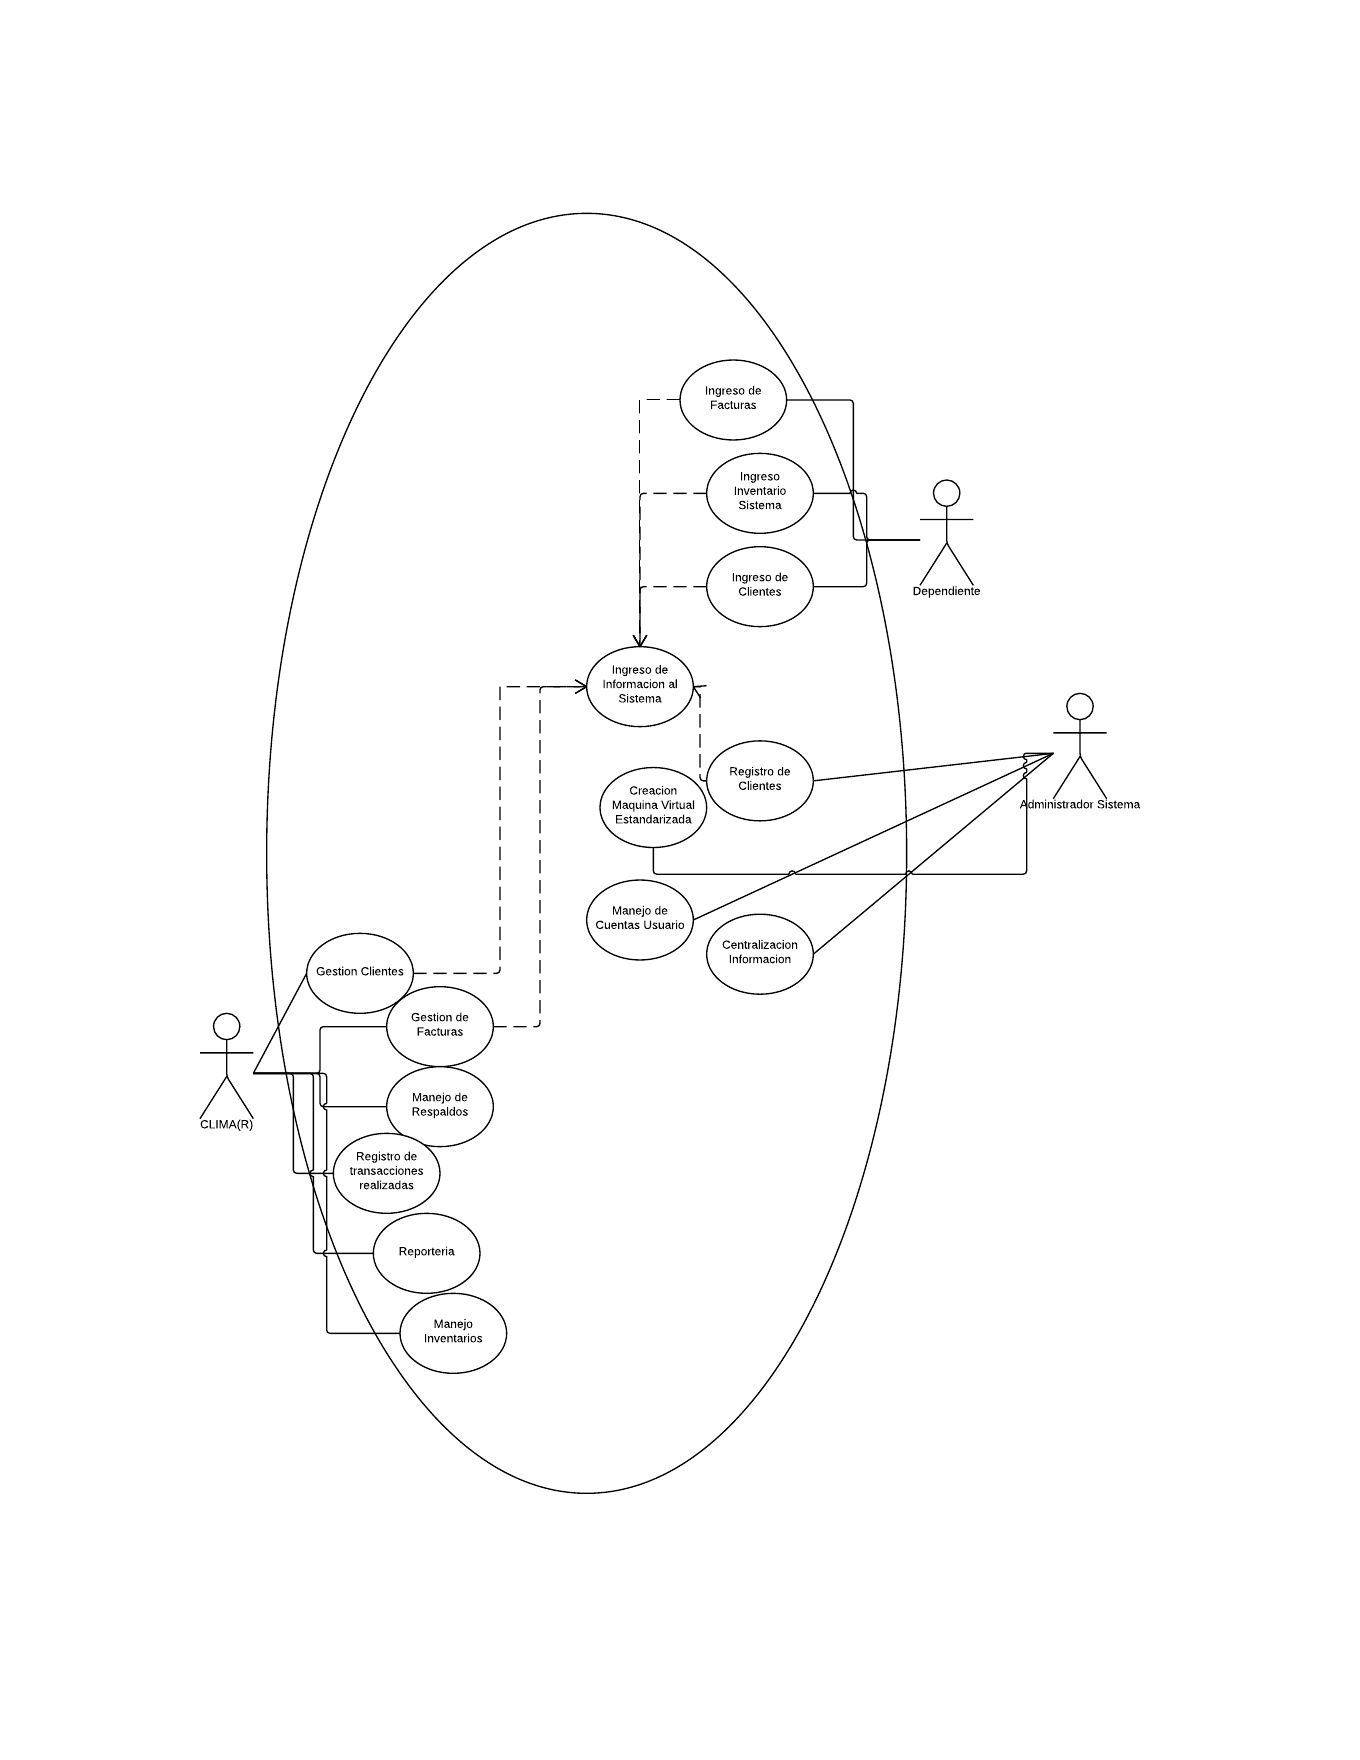 Ingreso de
Facturas
Ingreso
Inventario
Sistema
Ingreso de
Clientes
Dependiente
Ingreso de
Informacion al
Sistema
Registro de
Clientes
Creacion
Maquina Virtual
Estandarizada
Administrador Sistema
Manejo de
Cuentas Usuario
Centralizacion
Informacion
Gestion Clientes
Gestion de
Facturas
CLIMA(R)
Manejo de
Respaldos
Registro de
transacciones
realizadas
Reporteria
Manejo
Inventarios